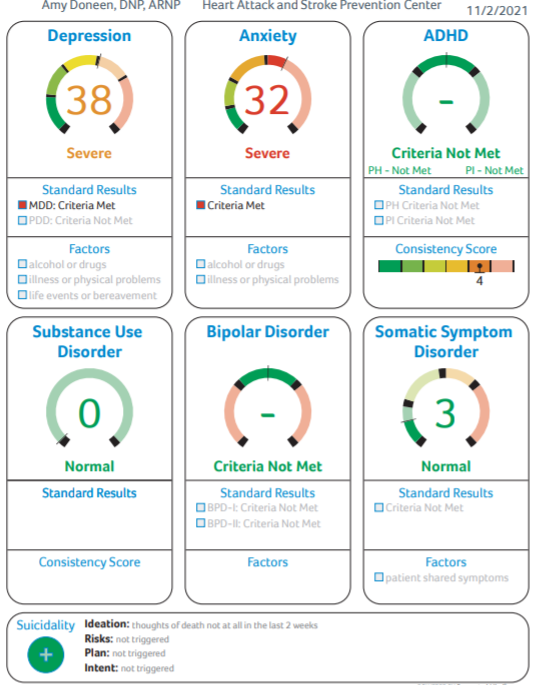 Amy Doneen, DNP, ARNP Heart Attack and Stroke Prevention Center 11/2/2021
Depression
38
Severe
Standard Results
MDD: Criteria Met
PDD: Criteria Not Met
Factors
alcohol or drugs
illness or physical problems
life events or bereavement
Anxiety
32
Severe
Standard Results
Criteria Met
Factors
alcohol or drugs
illness or physical problems
ADHD
-
Criteria Not Met
PH - Not Met PI - Not Met
Standard Results
PH Criteria Not Met
PI Criteria Not Met
Consistency Score
4
Substance Use
Disorder
0
Normal
Standard Results
Consistency Score
Bipolar Disorder
-
Criteria Not Met
Standard Results
BPD-I: Criteria Not Met
BPD-II: Criteria Not Met
Factors
Somatic Symptom
Disorder
3
Normal
Standard Results
Criteria Not Met
Factors
patient shared symptoms
Suicidality
+
Ideation: thoughts of death not at all in the last 2 weeks
Risks: not triggered
Plan: not triggered
Intent: not triggered